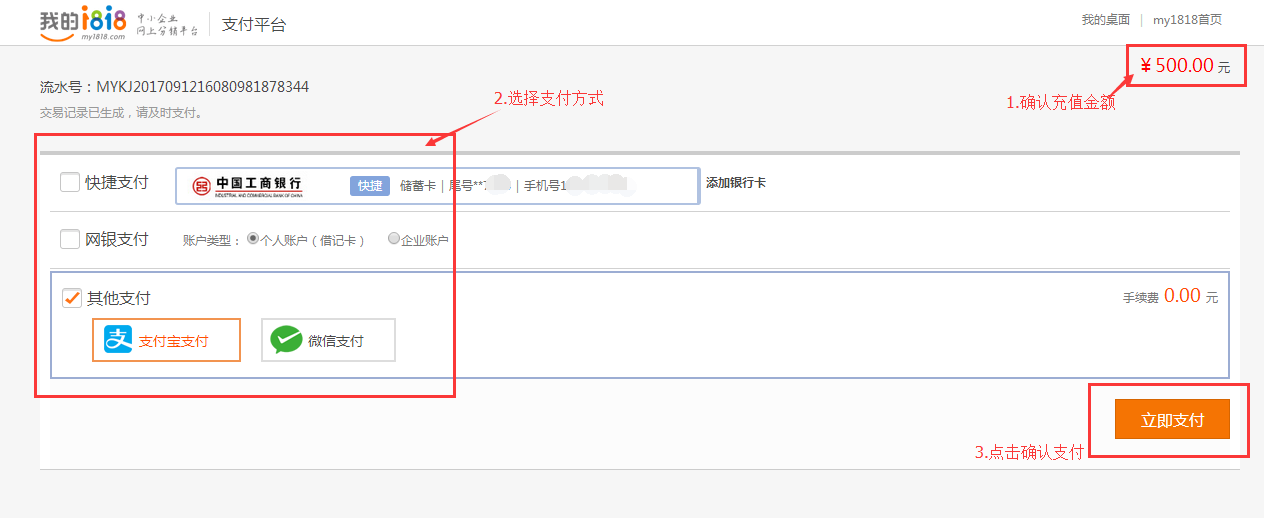 我的1818 中小企业 支付平台 我的桌面 | my1818首页
my1818.com 网上分销平台
¥ 500.00 元
流水号：MYKJ2017091216080981878344
2.选择支付方式
1.确认充值金额
交易记录已生成，请及时支付。
快捷支付 中国工商银行 快捷 储蓄卡 | 尾号**7 | 手机号1 添加银行卡
INDUSTRIAL AND COMMERCIAL BANK OF CHINA
网银支付 账户类型： 个人账户（借记卡） 企业账户
其他支付 手续费 0.00 元
支 支付宝支付 微信支付
立即支付
3.点击确认支付